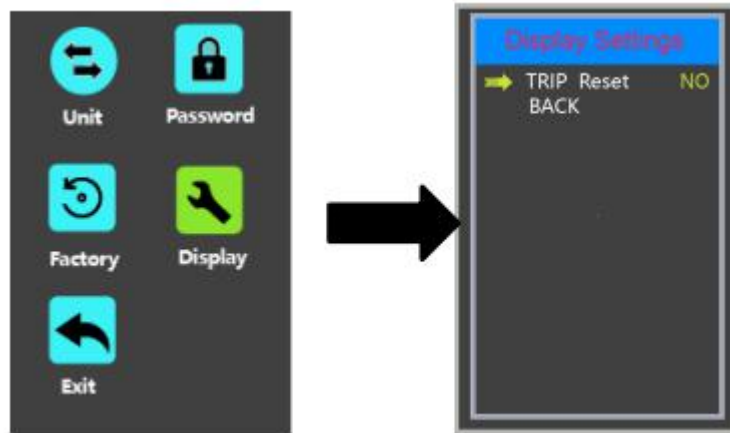 Unit Password
Factory Display
Exit
Display Settings
TRIP Reset NO
BACK